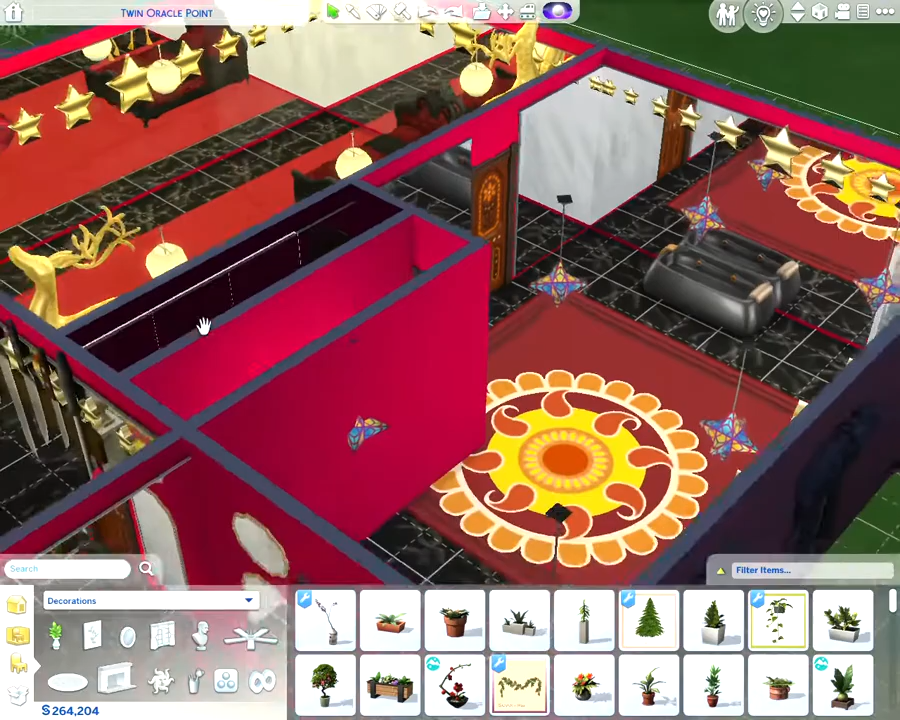 Twin Oracle Point
Search
Filter Items...
Decorations
§264,204